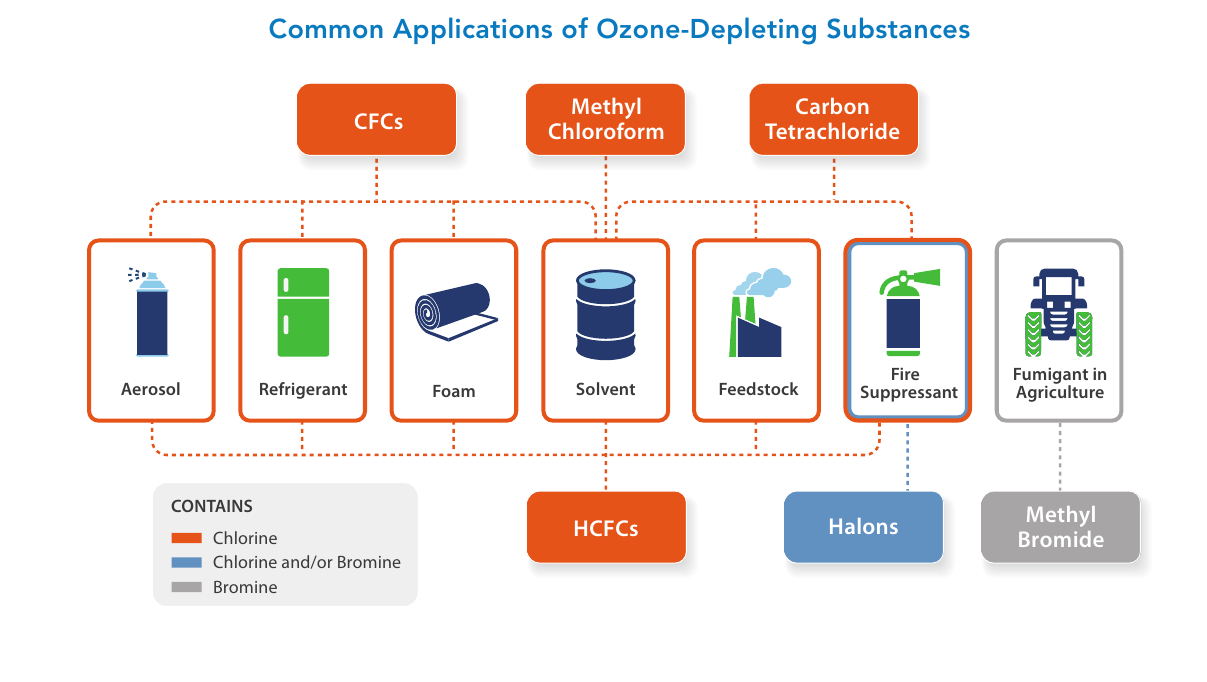 Common Applications of Ozone-Depleting Substances
CFCs
Methyl
Chloroform
Carbon
Tetrachloride
Aerosol
Refrigerant
Foam
Solvent
Feedstock
Fire
Suppressant
Fumigant in
Agriculture
CONTAINS
Chlorine
Chlorine and/or Bromine
Bromine
HCFCs
Halons
Methyl
Bromide